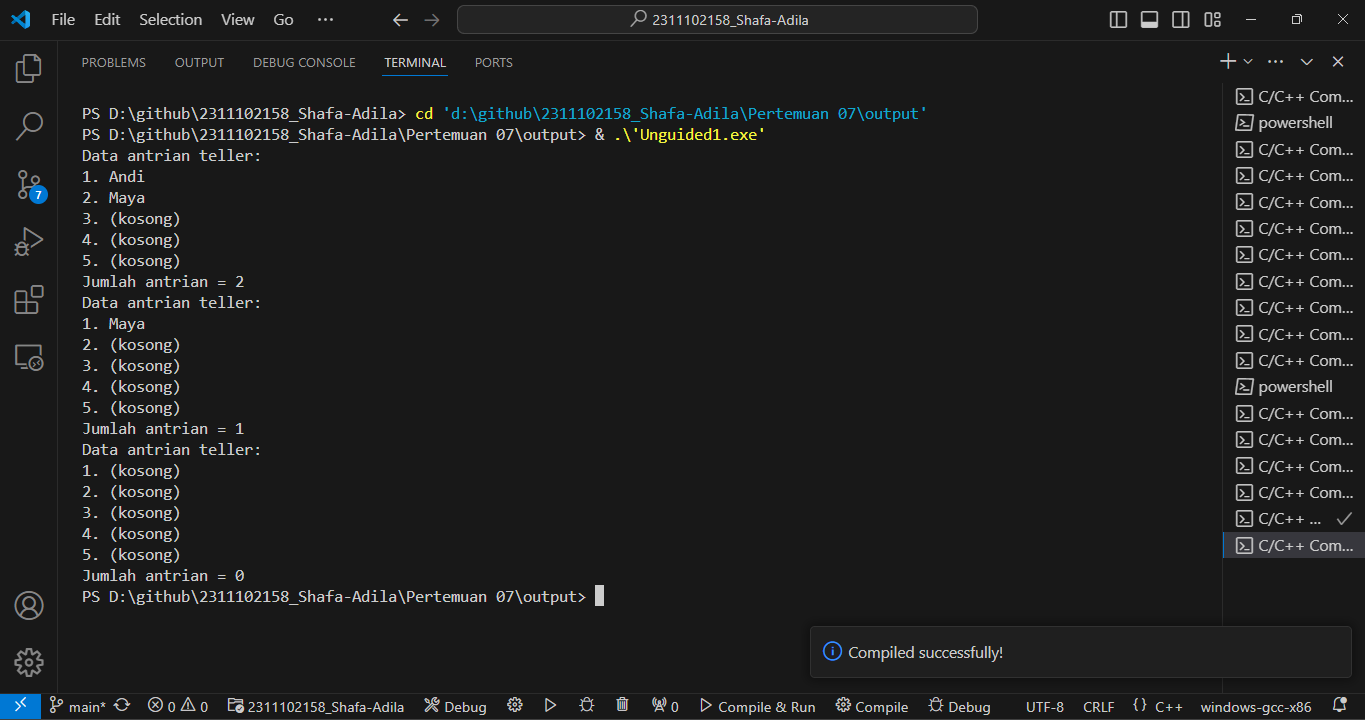 File Edit Selection View Go ··· 2311102158_Shafa-Adila
PROBLEMS OUTPUT DEBUG CONSOLE TERMINAL PORTS
PS D:\github\2311102158_Shafa-Adila> cd 'd:\github\2311102158_Shafa-Adila\Pertemuan 07\output'
PS D:\github\2311102158_Shafa-Adila\Pertemuan 07\output> & .\'Unguided1.exe'
Data antrian teller:
1. Andi
2. Maya
3. (kosong)
4. (kosong)
5. (kosong)
Jumlah antrian = 2
Data antrian teller:
1. Maya
2. (kosong)
3. (kosong)
4. (kosong)
5. (kosong)
Jumlah antrian = 1
Data antrian teller:
1. (kosong)
2. (kosong)
3. (kosong)
4. (kosong)
5. (kosong)
Jumlah antrian = 0
PS D:\github\2311102158_Shafa-Adila\Pertemuan 07\output>
C/C++ Com...
powershell
C/C++ Com...
C/C++ Com...
C/C++ Com...
C/C++ Com...
C/C++ Com...
C/C++ Com...
C/C++ Com...
C/C++ Com...
C/C++ Com...
powershell
C/C++ Com...
C/C++ Com...
C/C++ Com...
C/C++ Com...
C/C++ ...
C/C++ Com...
7
Compiled successfully!
main* 0 0 2311102158_Shafa-Adila Debug 0 Compile & Run Compile Debug UTF-8 CRLF {} C++ windows-gcc-x86